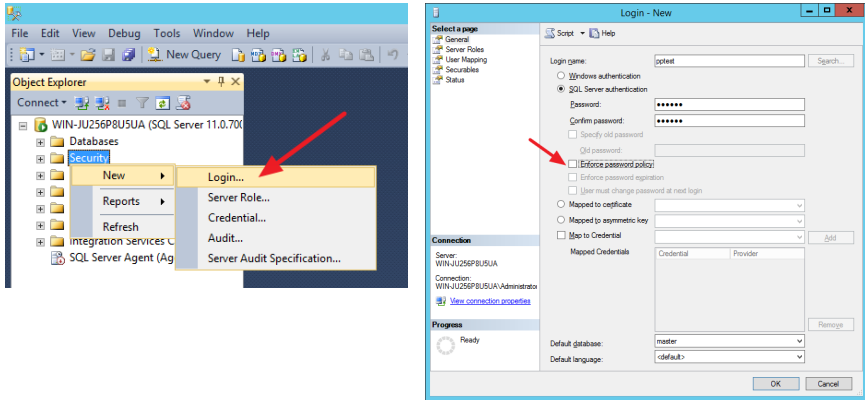 File Edit View Debug Tools Window Help
New Query
Object Explorer
Connect
WIN-JU256P8U5UA (SQL Server 11.0.700
Databases
Security
New
Reports
Refresh
Login...
Server Role...
Credential...
Audit...
Server Audit Specification...
Integration Services C
SQL Server Agent (Ag
Login - New
Select a page
General
Server Roles
User Mapping
Securables
Status
Script Help
Login name: pptest Search...
Windows authentication
SQL Server authentication
Password: ••••••
Confirm password: ••••••
Specify old password
Old password:
Enforce password policy
Enforce password expiration
User must change password at next login
Mapped to certificate
Mapped to asymmetric key
Map to Credential Add
Mapped Credentials Credential Provider
Remove
Default database: master
Default language: <default>
Connection
Server:
WIN-JU256P8U5UA
Connection:
WIN-JU256P8U5UA\Administrator
View connection properties
Progress
Ready
OK Cancel